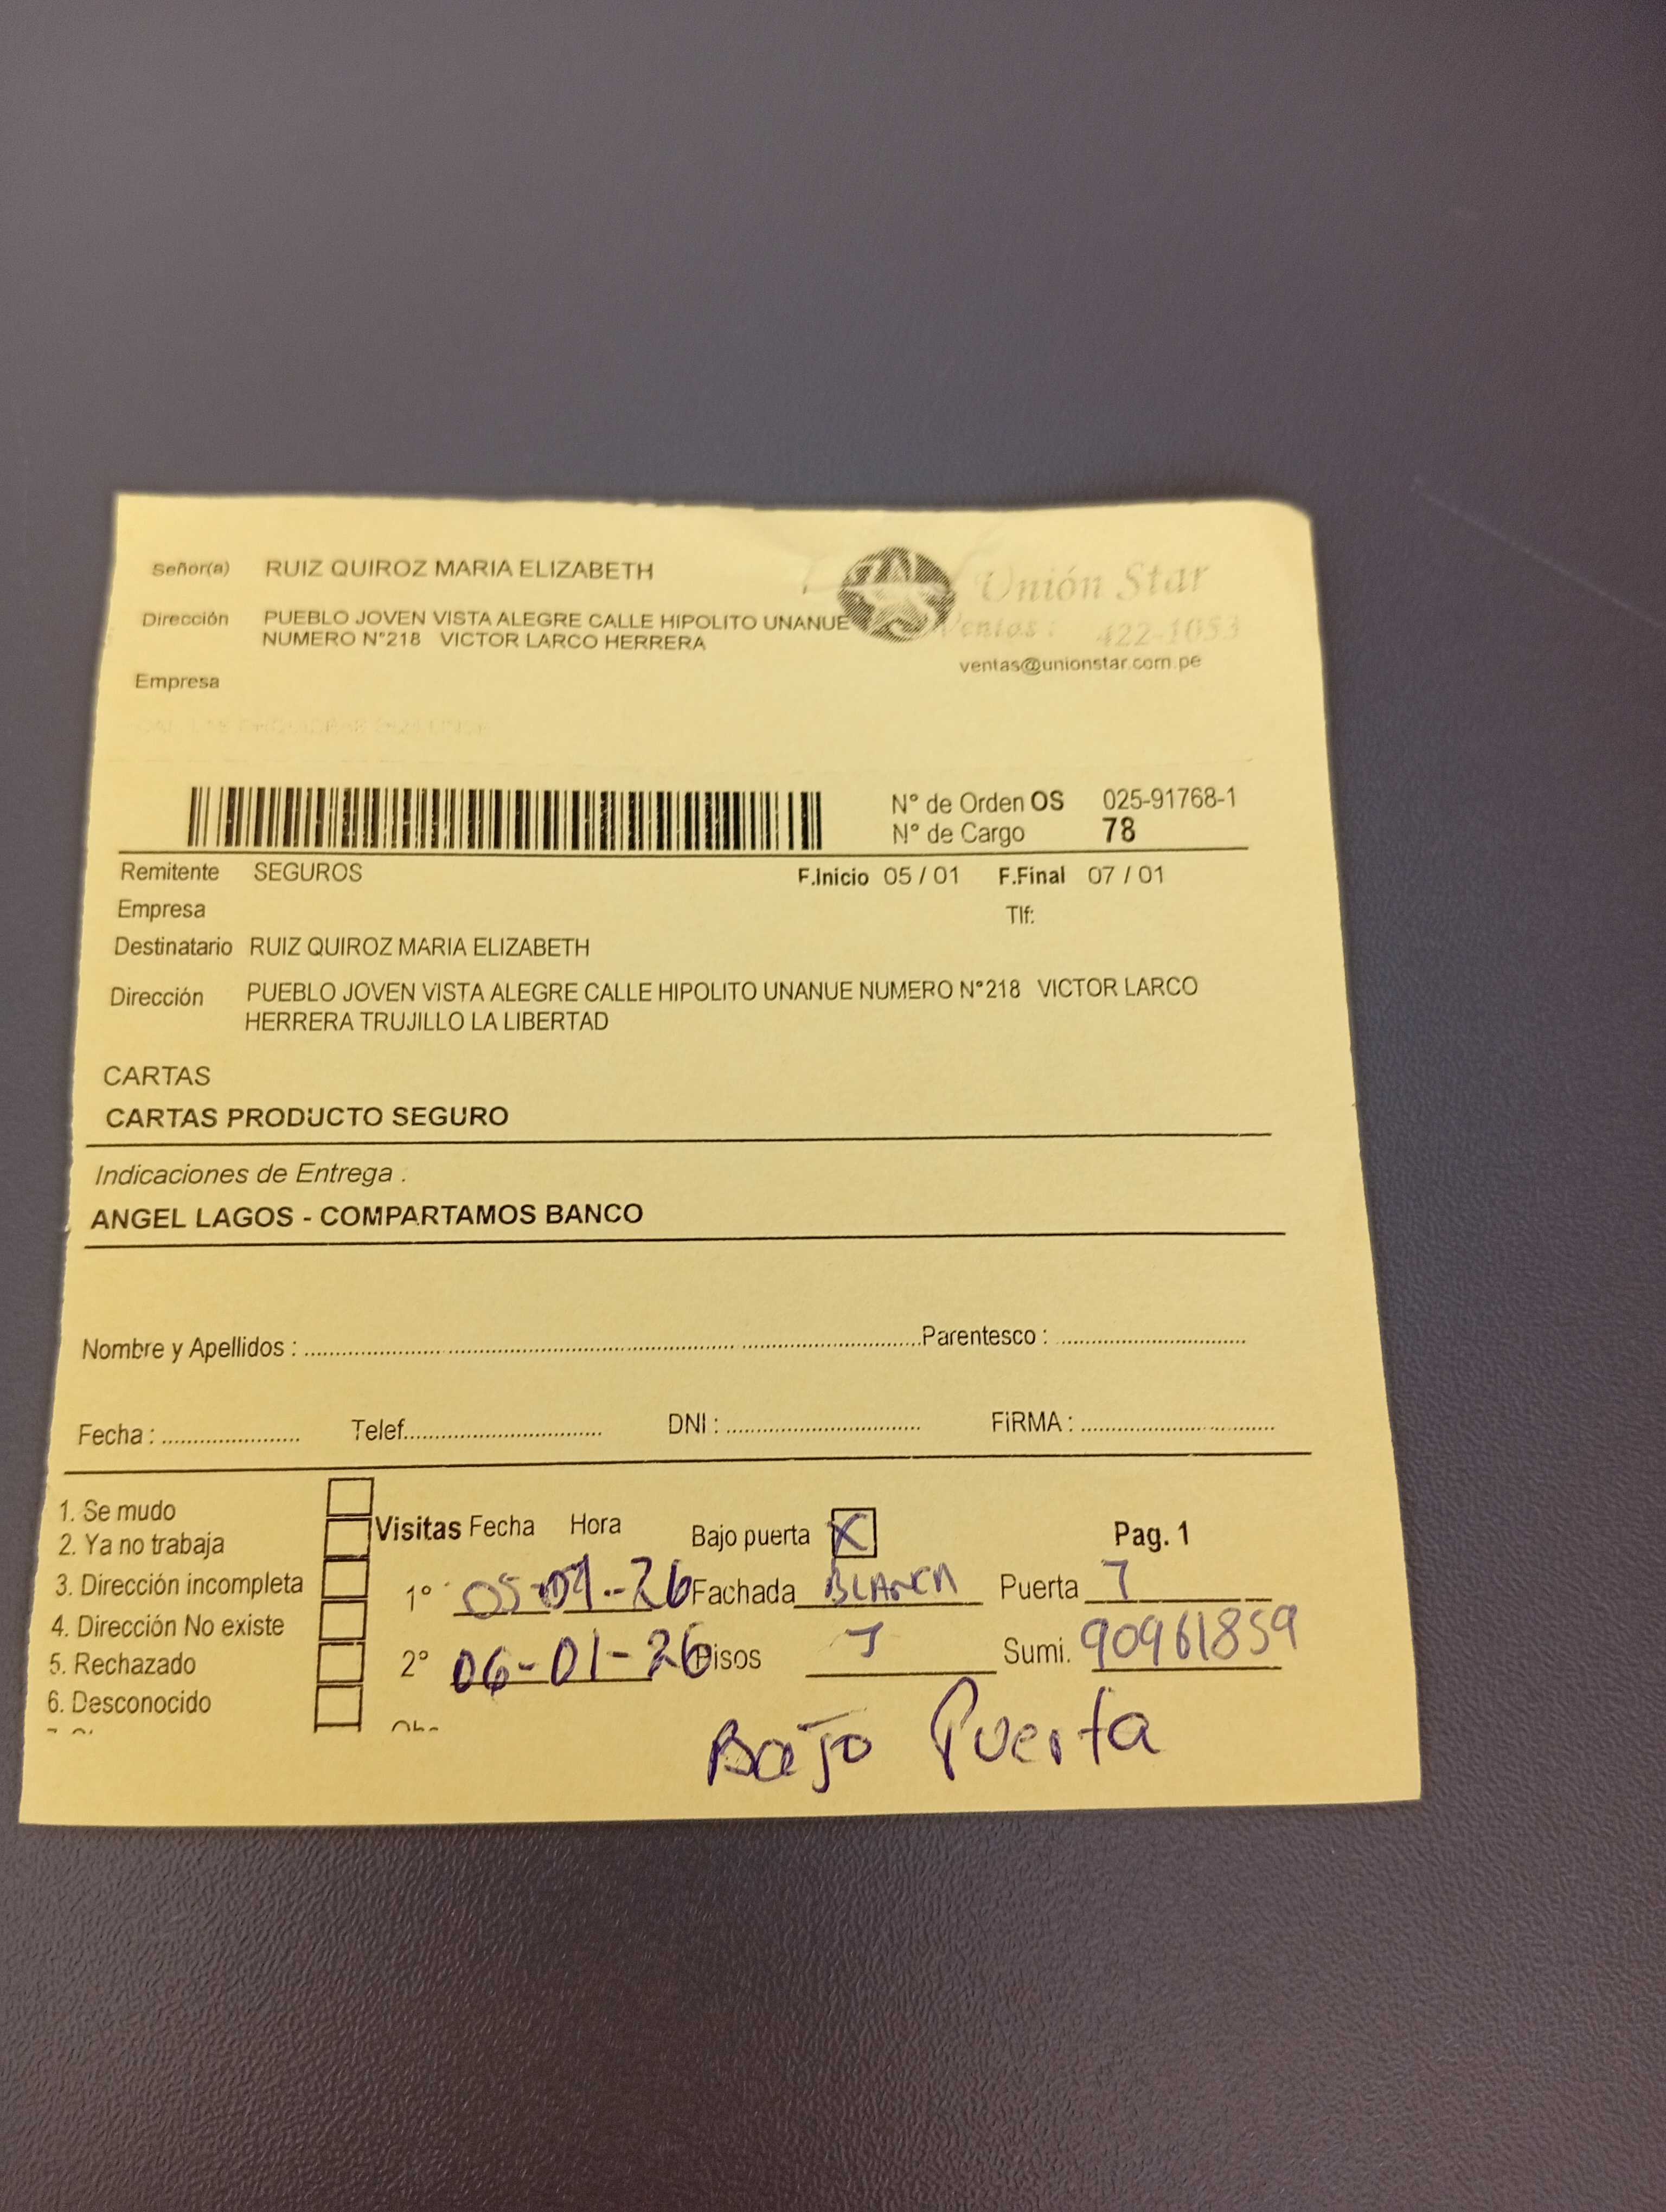 Señor(a) RUIZ QUIROZ MARIA ELIZABETH
Unión Star
Dirección PUEBLO JOVEN VISTA ALEGRE CALLE HIPOLITO UNANUE
NUMERO N°218 VICTOR LARCO HERRERA
Ventas : 422-1053
ventas@unionstar.com.pe
Empresa
N° de Orden OS 025-91768-1
N° de Cargo 78
Remitente SEGUROS F.Inicio 05 / 01 F.Final 07 / 01
Empresa Tlf:
Destinatario RUIZ QUIROZ MARIA ELIZABETH
Dirección PUEBLO JOVEN VISTA ALEGRE CALLE HIPOLITO UNANUE NUMERO N°218 VICTOR LARCO
HERRERA TRUJILLO LA LIBERTAD
CARTAS
CARTAS PRODUCTO SEGURO
Indicaciones de Entrega :
ANGEL LAGOS - COMPARTAMOS BANCO
Nombre y Apellidos : Parentesco :
Fecha : Telef. DNI : FiRMA :
1. Se mudo
2. Ya no trabaja
3. Dirección incompleta
4. Dirección No existe
5. Rechazado
6. Desconocido
Visitas Fecha Hora Bajo puerta X Pag. 1
1° 05-01-26 Fachada BLANCA Puerta 1
2° 06-01-26 Pisos 1 Sumi. 90961859
Bajo Puerta